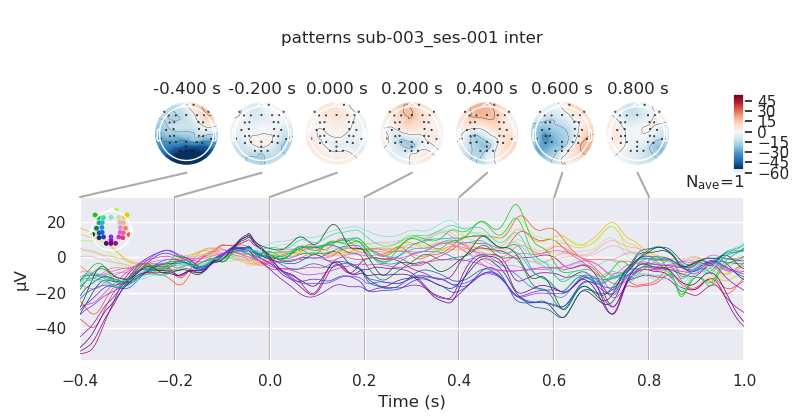 patterns sub-003_ses-001 inter
-0.400 s -0.200 s 0.000 s 0.200 s 0.400 s 0.600 s 0.800 s
45
30
15
0
−15
−30
−45
−60
Nave=1
20
0
−20
−40
µV
−0.4 −0.2 0.0 0.2 0.4 0.6 0.8 1.0
Time (s)